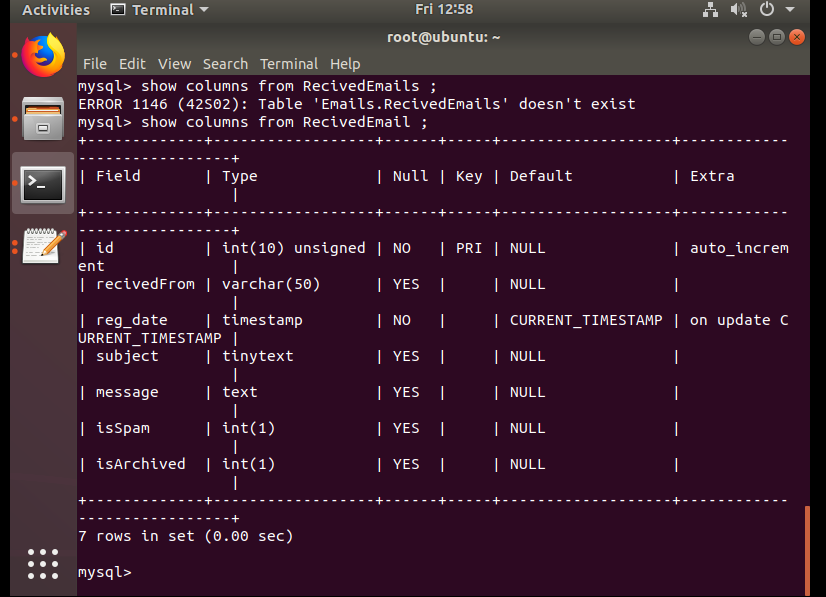 Activities Terminal Fri 12:58
root@ubuntu: ~
File Edit View Search Terminal Help
mysql> show columns from RecivedEmails ;
ERROR 1146 (42S02): Table 'Emails.RecivedEmails' doesn't exist
mysql> show columns from RecivedEmail ;
+-------------+------------------+------+-----+-------------------+------------
-----------------+
| Field       | Type             | Null | Key | Default           | Extra
                 |
+-------------+------------------+------+-----+-------------------+------------
-----------------+
| id          | int(10) unsigned | NO   | PRI | NULL              | auto_increm
ent              |
| recivedFrom | varchar(50)      | YES  |     | NULL              |
                 |
| reg_date    | timestamp        | NO   |     | CURRENT_TIMESTAMP | on update C
URRENT_TIMESTAMP |
| subject     | tinytext         | YES  |     | NULL              |
                 |
| message     | text             | YES  |     | NULL              |
                 |
| isSpam      | int(1)           | YES  |     | NULL              |
                 |
| isArchived  | int(1)           | YES  |     | NULL              |
                 |
+-------------+------------------+------+-----+-------------------+------------
-----------------+
7 rows in set (0.00 sec)
mysql>